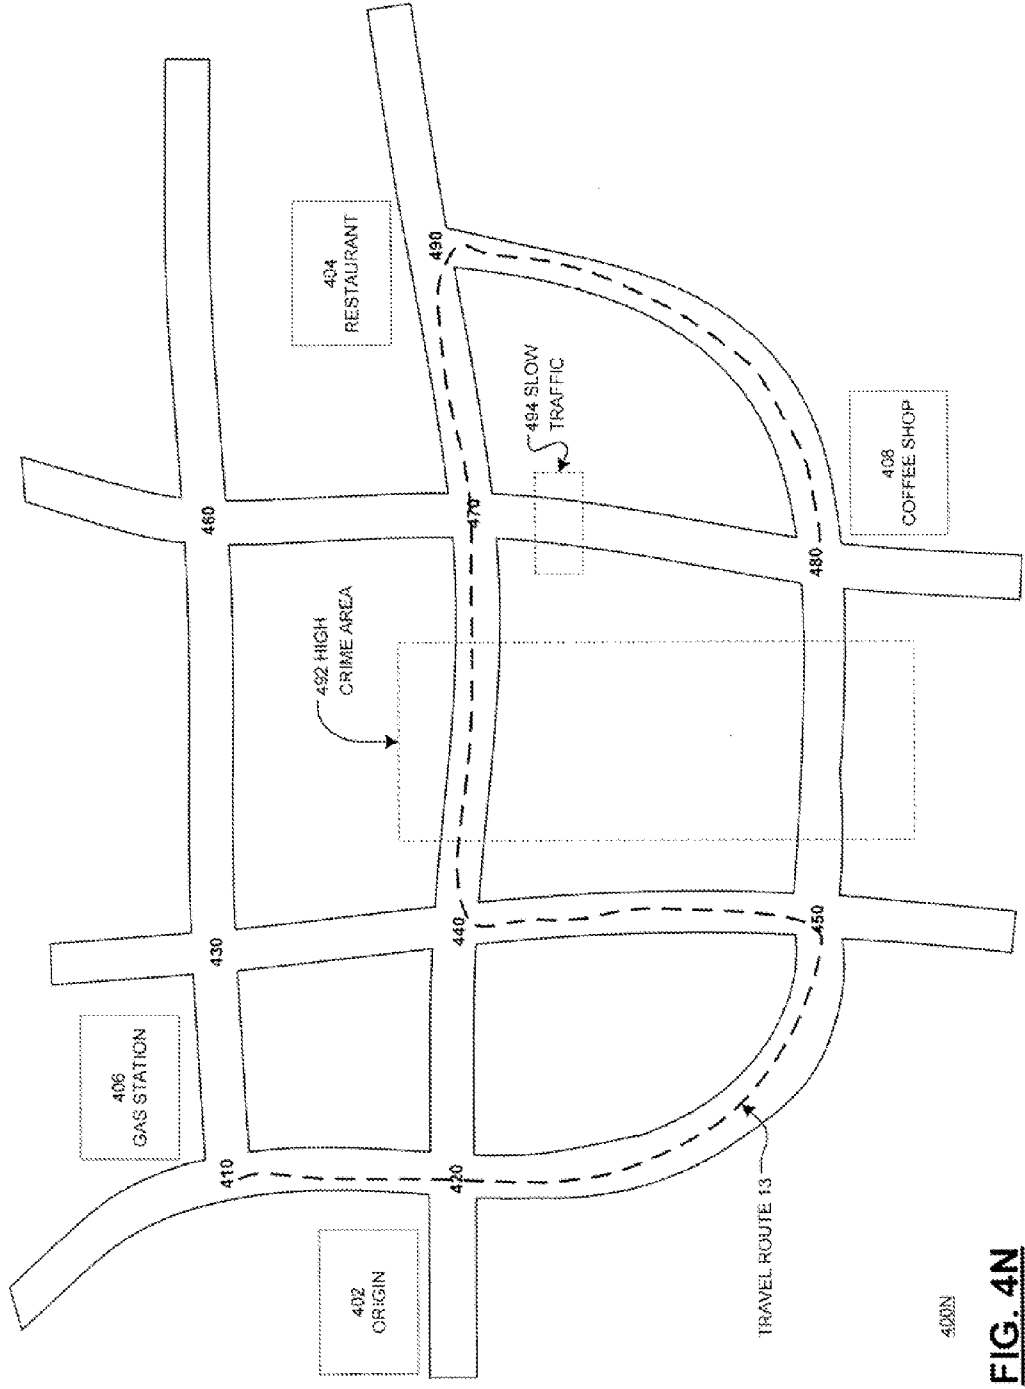 406
GAS STATION
402
ORIGIN
404
RESTAURANT
408
COFFEE SHOP
492 HIGH
CRIME AREA
494 SLOW
TRAFFIC
410
420
430
440
450
460
470
480
490
TRAVEL ROUTE 13
400N
FIG. 4N